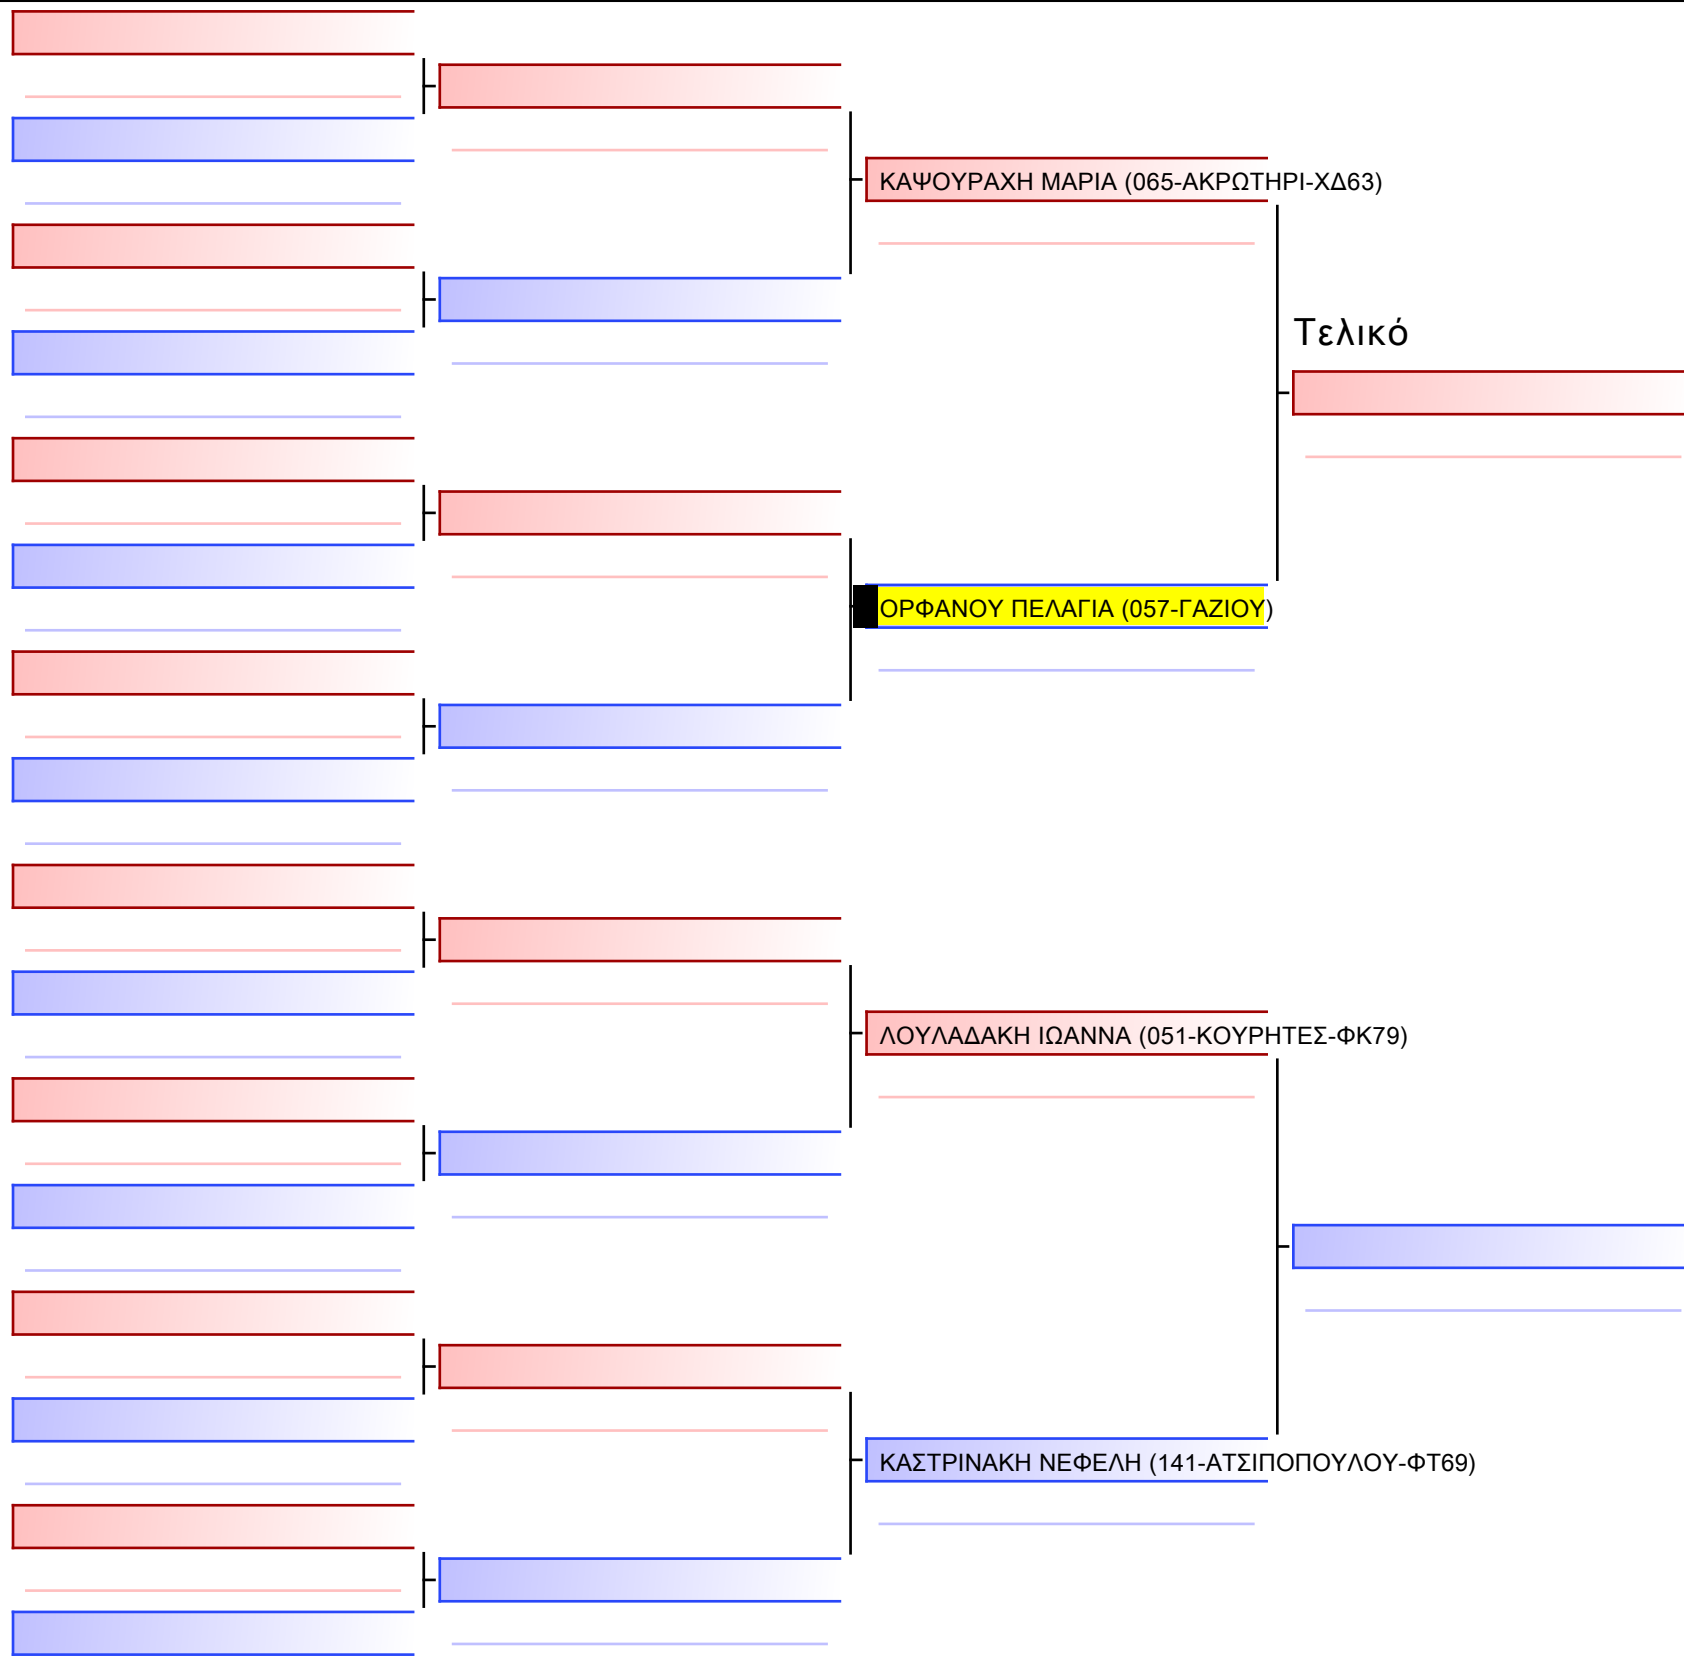 ΚΑΨΟΥΡΑΧΗ ΜΑΡΙΑ (065-ΑΚΡΩΤΗΡΙ-ΧΔ63)
Τελικό
ΟΡΦΑΝΟΥ ΠΕΛΑΓΙΑ (057-ΓΑΖΙΟΥ)
ΛΟΥΛΑΔΑΚΗ ΙΩΑΝΝΑ (051-ΚΟΥΡΗΤΕΣ-ΦΚ79)
ΚΑΣΤΡΙΝΑΚΗ ΝΕΦΕΛΗ (141-ΑΤΣΙΠΟΠΟΥΛΟΥ-ΦΤ69)